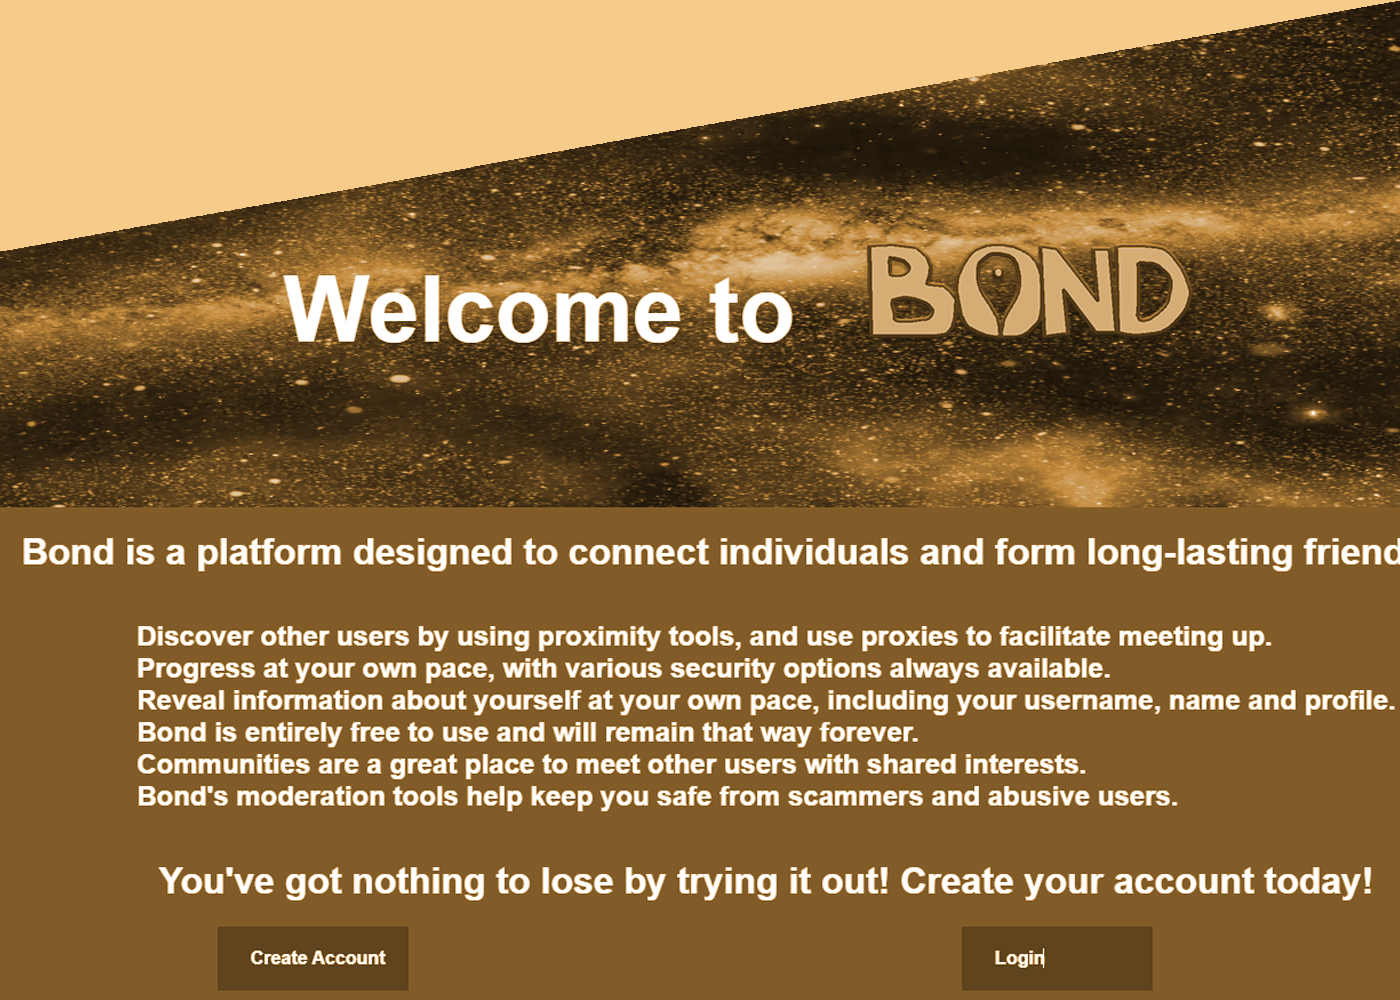 Welcome to BOND
Bond is a platform designed to connect individuals and form long-lasting friend
Discover other users by using proximity tools, and use proxies to facilitate meeting up.
Progress at your own pace, with various security options always available.
Reveal information about yourself at your own pace, including your username, name and profile.
Bond is entirely free to use and will remain that way forever.
Communities are a great place to meet other users with shared interests.
Bond's moderation tools help keep you safe from scammers and abusive users.
You've got nothing to lose by trying it out! Create your account today!
Create Account
Login